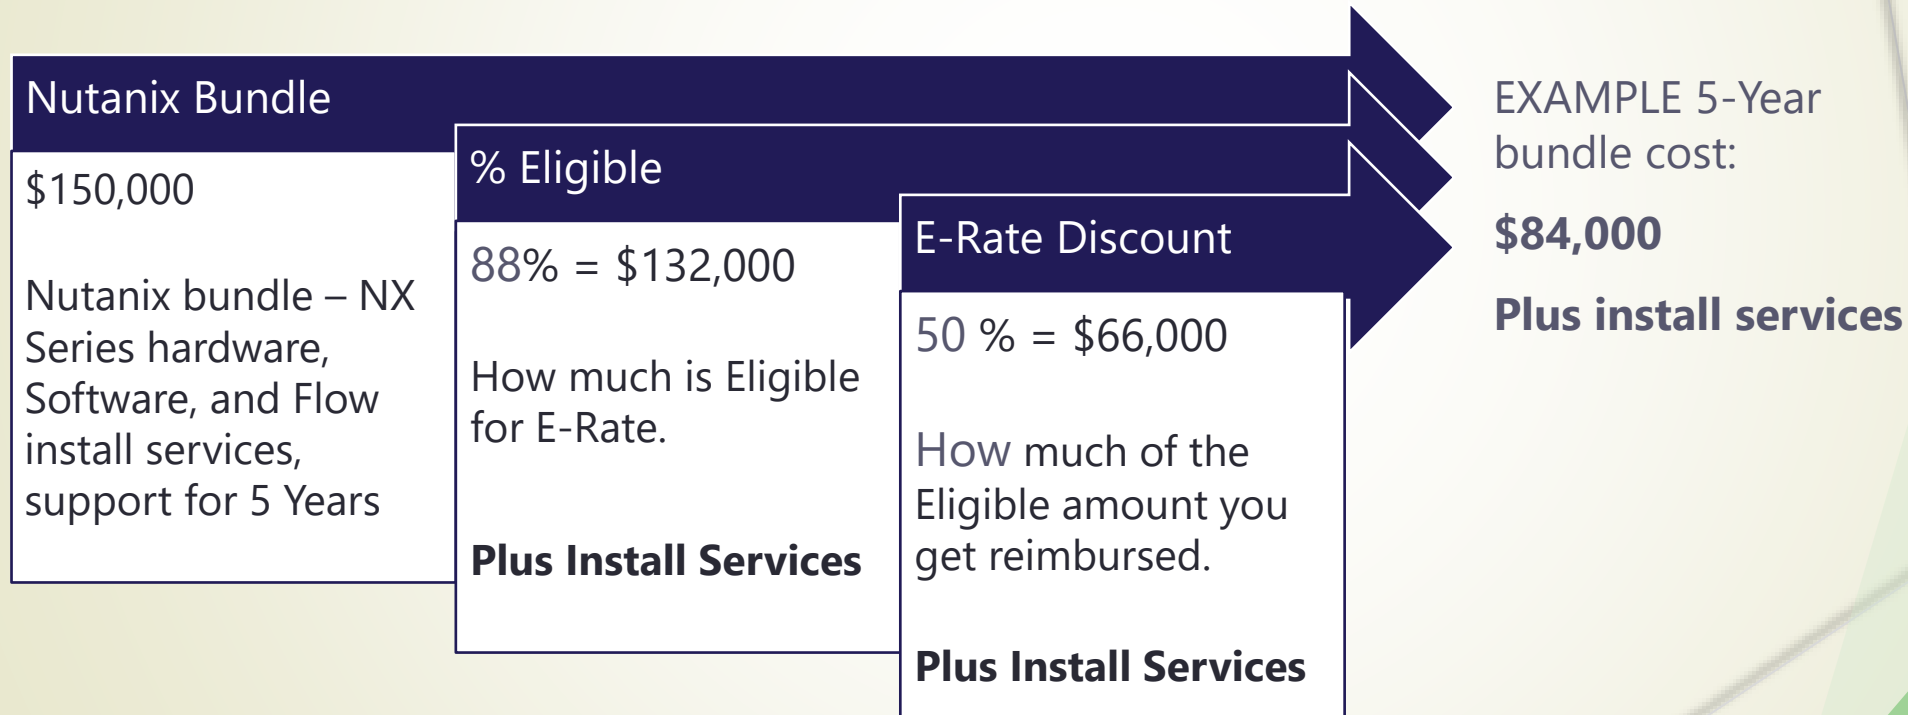 Nutanix Bundle
$150,000
Nutanix bundle – NX
Series hardware,
Software, and Flow
install services,
support for 5 Years
% Eligible
88% = $132,000
How much is Eligible
for E-Rate.
Plus Install Services
E-Rate Discount
50 % = $66,000
How much of the
Eligible amount you
get reimbursed.
Plus Install Services
EXAMPLE 5-Year
bundle cost:
$84,000
Plus install services